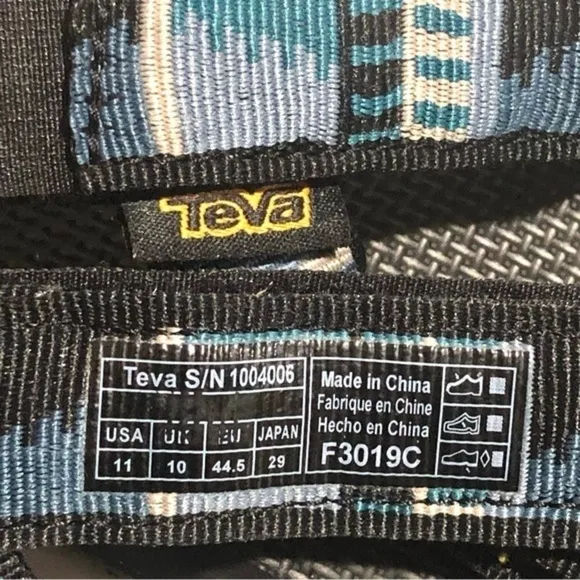 Teva
Teva S/N 1004006
USA UK EU JAPAN
11 10 44.5 29
Made in China
Fabrique en Chine
Hecho en China
F3019C